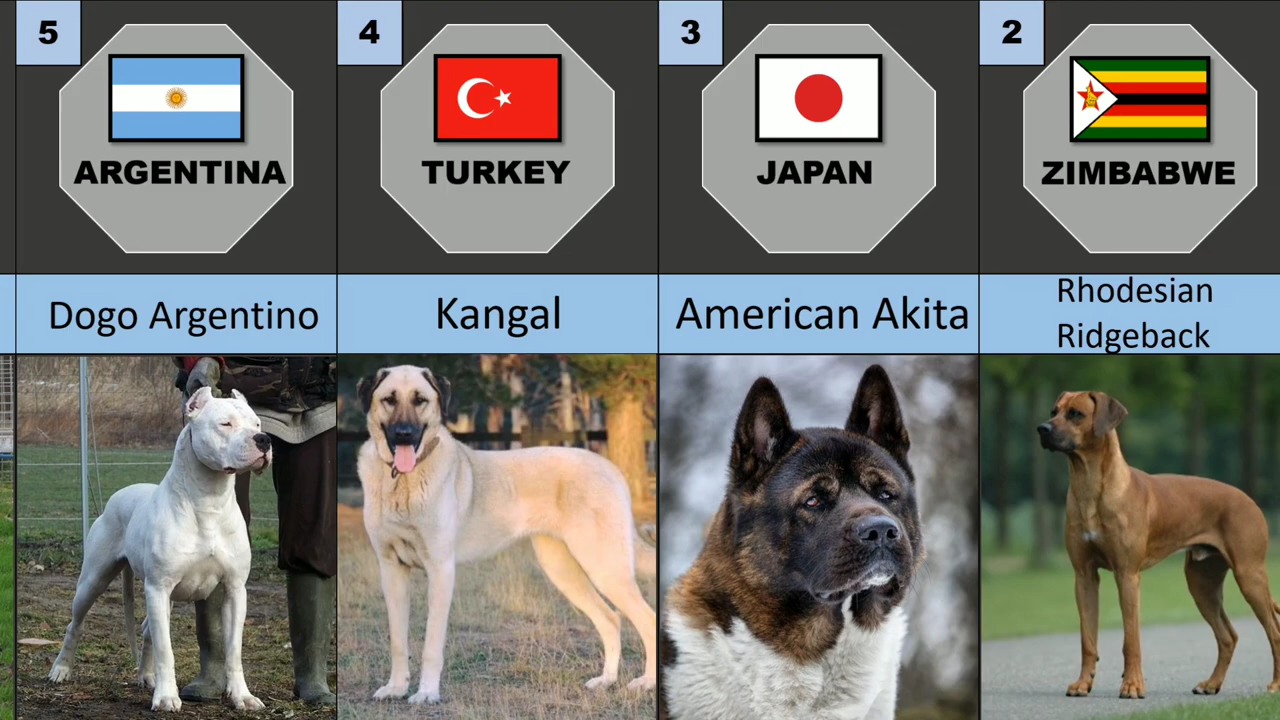 5
ARGENTINA
Dogo Argentino
4
TURKEY
Kangal
3
JAPAN
American Akita
2
ZIMBABWE
Rhodesian
Ridgeback